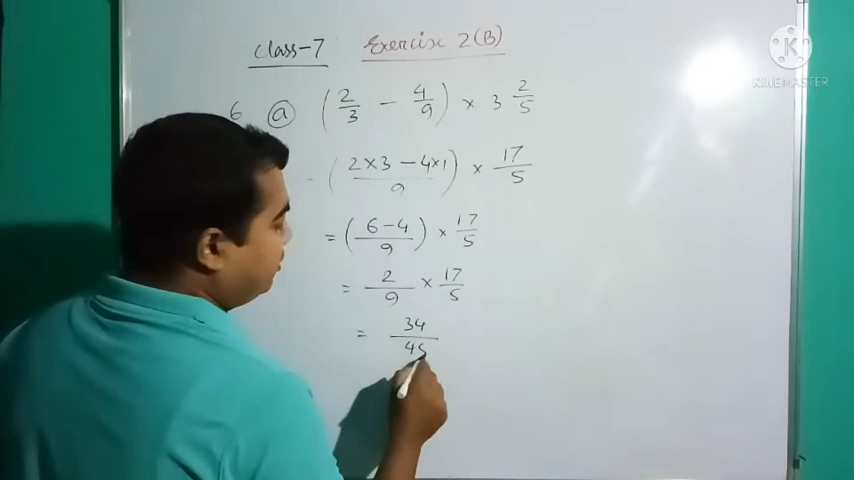 Class-7 Exercise 2(B)
6 (a) (2/3 - 4/9) × 3 2/5
(2×3 - 4×1 / 9) × 17/5
= (6-4 / 9) × 17/5
= 2/9 × 17/5
= 34/45
K
KINEMASTER